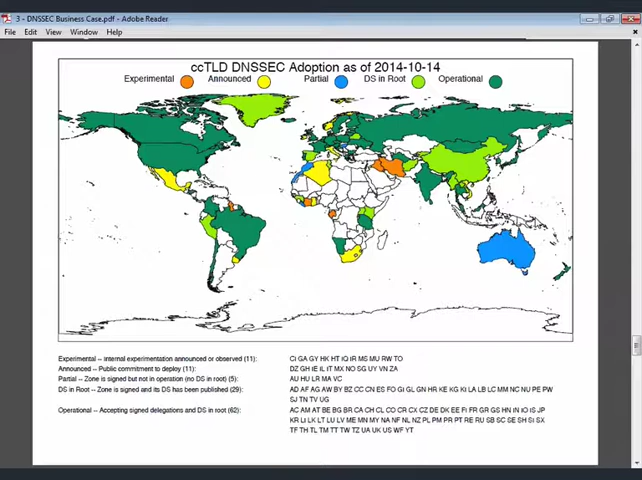 3 - DNSSEC Business Case.pdf - Adobe Reader
File Edit View Window Help
ccTLD DNSSEC Adoption as of 2014-10-14
Experimental Announced Partial DS in Root Operational
Experimental -- Internal experimentation announced or observed (11): CI GA GY HK HT IQ IR MS MU RW TO
Announced -- Public commitment to deploy (11): DZ GH IE IL IT MX NO SG UY VN ZA
Partial -- Zone is signed but not in operation (no DS in root) (5): AU HU LR MA VC
DS in Root -- Zone is signed and its DS has been published (29): AD AF AG AW BY BZ CC CN ES FO GI GL GN HR KE KG KI LA LB LC MM NC NU PE PW
SJ TN TV UG
Operational -- Accepting signed delegations and DS in root (62): AC AM AT BE BG BR CA CH CL CO CR CX CZ DE DK EE FI FR GR GS HN IN IO IS JP
KR LI LK LT LU LV ME MN MY NA NF NL NZ PL PM PR PT RE RU SB SC SE SH SI SX
TF TH TL TM TT TW TZ UA UK US WF YT